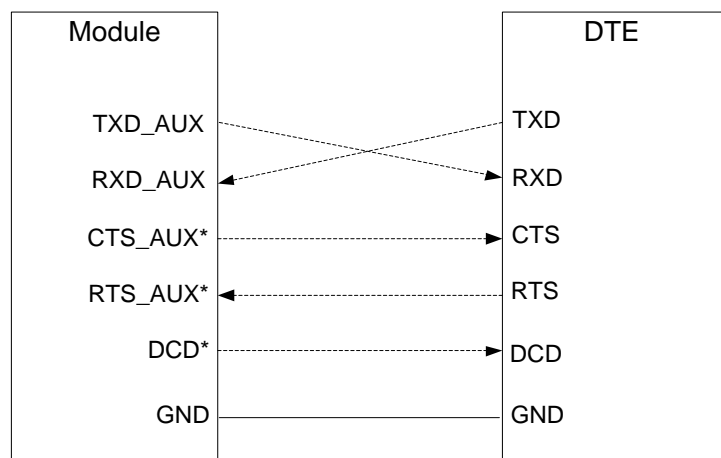 Module DTE
TXD_AUX TXD
RXD_AUX RXD
CTS_AUX* CTS
RTS_AUX* RTS
DCD* DCD
GND GND